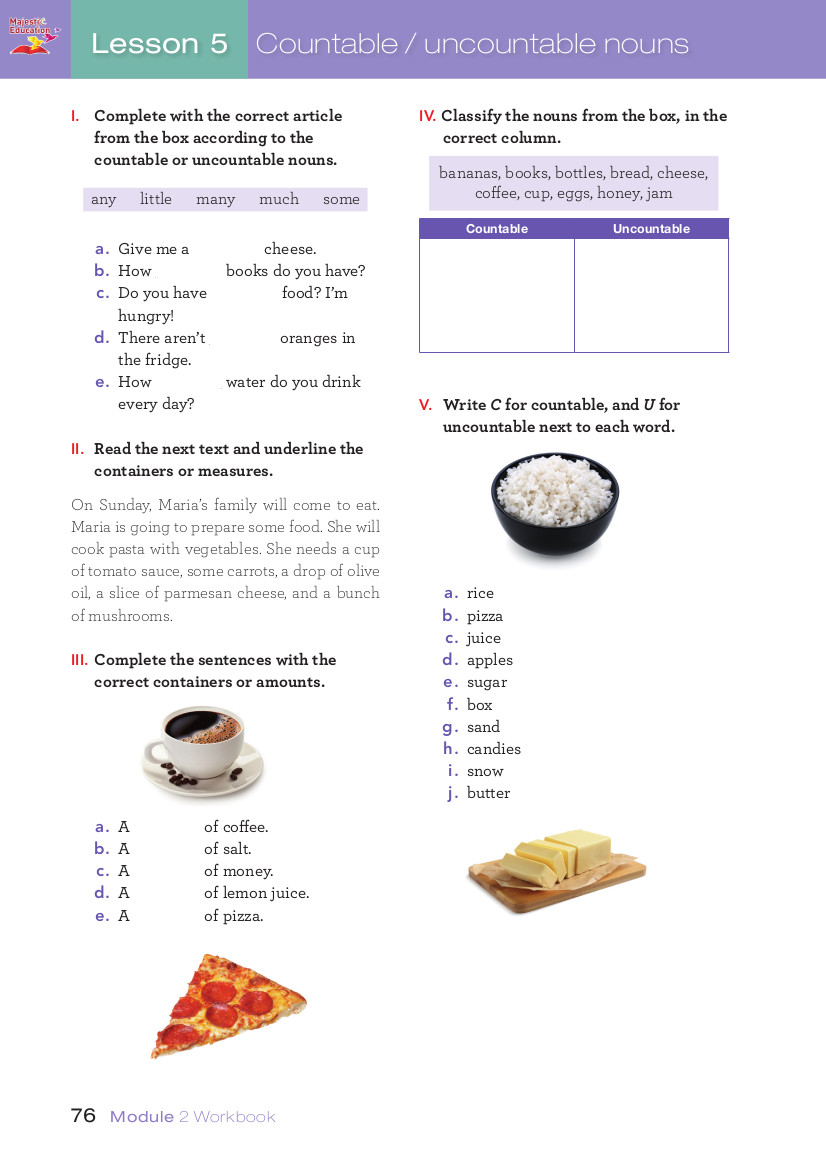 Majestic
Education
Lesson 5
Countable / uncountable nouns
I. Complete with the correct article
from the box according to the
countable or uncountable nouns.
any little many much some
a. Give me a cheese.
b. How books do you have?
c. Do you have food? I'm
hungry!
d. There aren't oranges in
the fridge.
e. How water do you drink
every day?
II. Read the next text and underline the
containers or measures.
On Sunday, Maria's family will come to eat.
Maria is going to prepare some food. She will
cook pasta with vegetables. She needs a cup
of tomato sauce, some carrots, a drop of olive
oil, a slice of parmesan cheese, and a bunch
of mushrooms.
III. Complete the sentences with the
correct containers or amounts.
a. A of coffee.
b. A of salt.
c. A of money.
d. A of lemon juice.
e. A of pizza.
IV. Classify the nouns from the box, in the
correct column.
bananas, books, bottles, bread, cheese,
coffee, cup, eggs, honey, jam
Countable Uncountable
V. Write C for countable, and U for
uncountable next to each word.
a. rice
b. pizza
c. juice
d. apples
e. sugar
f. box
g. sand
h. candies
i. snow
j. butter
76 Module 2 Workbook